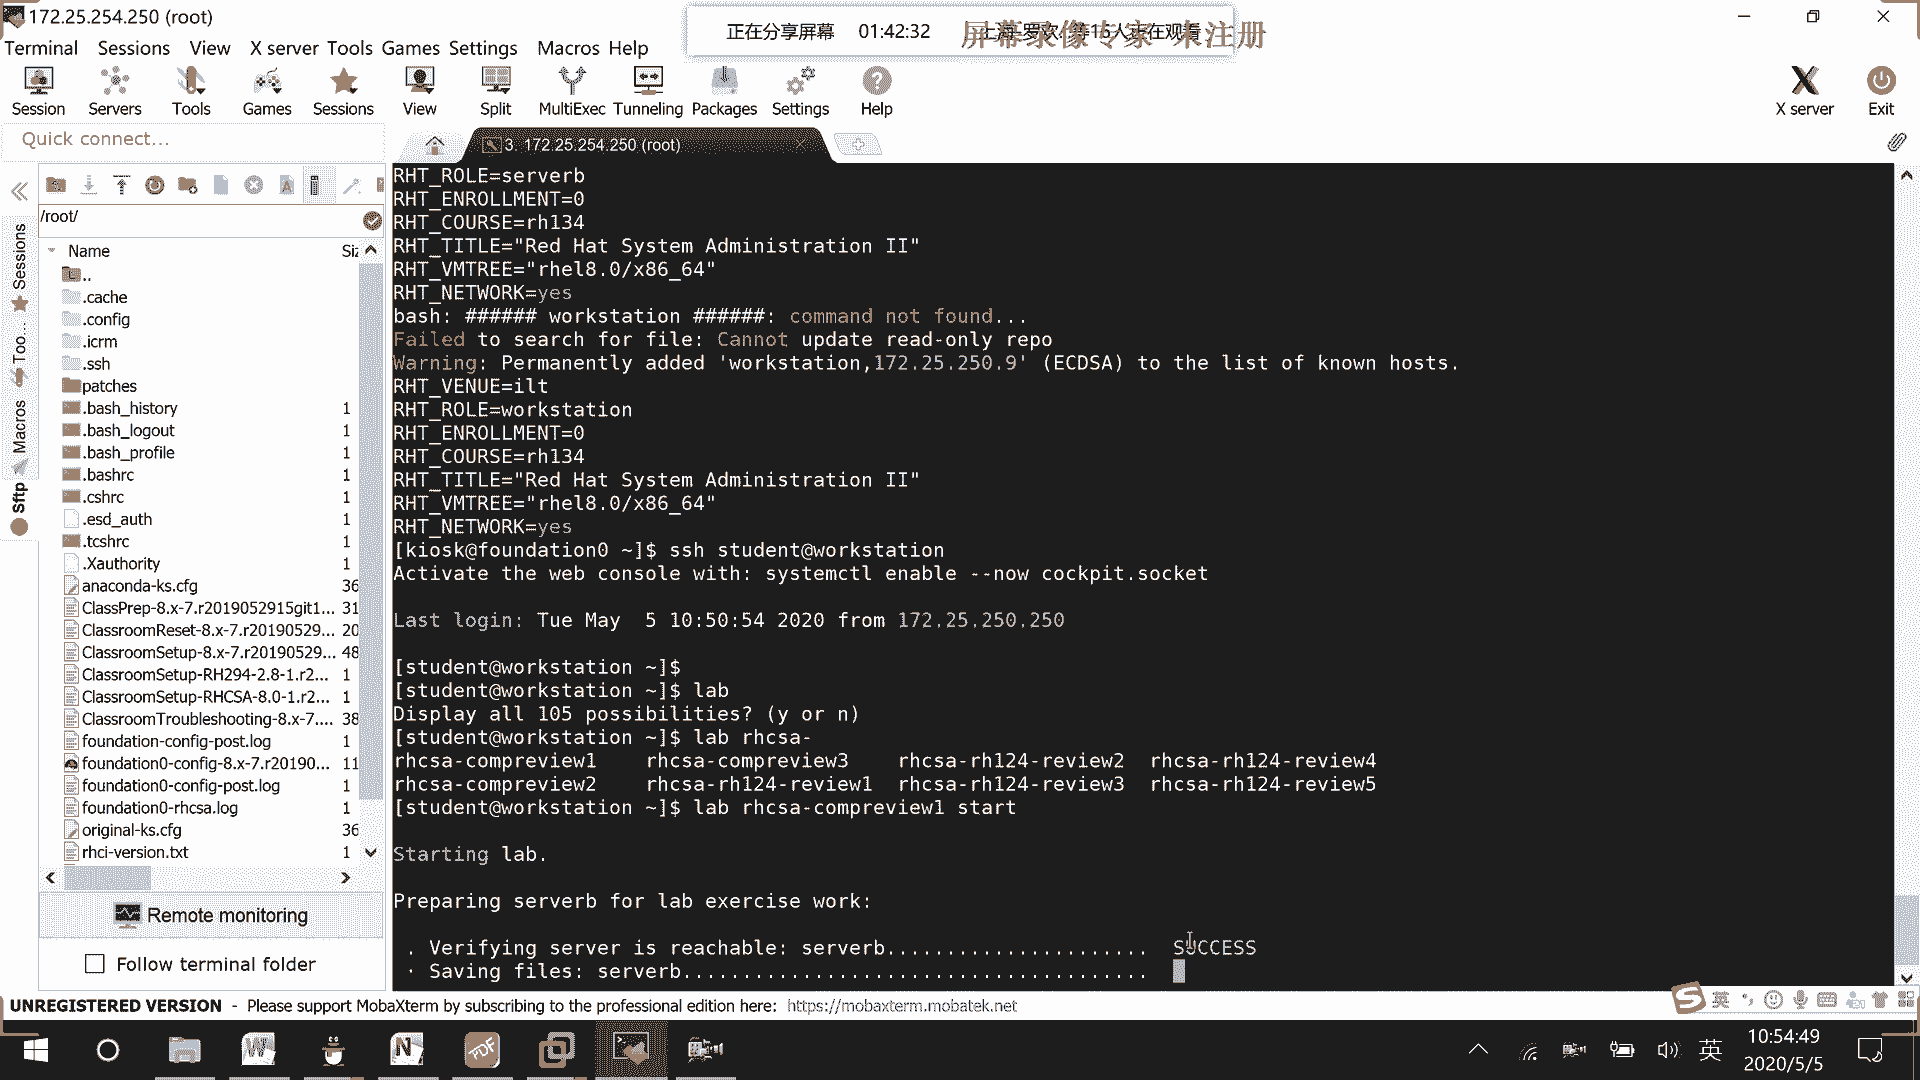 172.25.254.250 (root)
正在分享屏幕 01:42:32 等15人正在观看
屏幕录像专家 未注册
Terminal Sessions View X server Tools Games Settings Macros Help
Session Servers Tools Games Sessions View Split MultiExec Tunneling Packages Settings Help X server Exit
Quick connect...
3. 172.25.254.250 (root)
/root/
Name Siz
..
.cache
.config
.icrm
.ssh
patches
.bash_history 1
.bash_logout 1
.bash_profile 1
.bashrc 1
.cshrc 1
.esd_auth 1
.tcshrc 1
.Xauthority 1
anaconda-ks.cfg 36
ClassPrep-8.x-7.r2019052915git1... 31
ClassroomReset-8.x-7.r20190529... 20
ClassroomSetup-8.x-7.r20190529... 48
ClassroomSetup-RH294-2.8-1.r2... 1
ClassroomSetup-RHCSA-8.0-1.r2... 1
ClassroomTroubleshooting-8.x-7.... 38
foundation-config-post.log 1
foundation0-config-8.x-7.r20190... 11
foundation0-config-post.log 1
foundation0-rhcsa.log 1
original-ks.cfg 36
rhci-version.txt 1
Remote monitoring
Follow terminal folder
Sessions
Too...
Macros
Sftp
RHT_ROLE=serverb
RHT_ENROLLMENT=0
RHT_COURSE=rh134
RHT_TITLE="Red Hat System Administration II"
RHT_VMTREE="rhel8.0/x86_64"
RHT_NETWORK=yes
bash: ###### workstation ######: command not found...
Failed to search for file: Cannot update read-only repo
Warning: Permanently added 'workstation,172.25.250.9' (ECDSA) to the list of known hosts.
RHT_VENUE=ilt
RHT_ROLE=workstation
RHT_ENROLLMENT=0
RHT_COURSE=rh134
RHT_TITLE="Red Hat System Administration II"
RHT_VMTREE="rhel8.0/x86_64"
RHT_NETWORK=yes
[kiosk@foundation0 ~]$ ssh student@workstation
Activate the web console with: systemctl enable --now cockpit.socket
Last login: Tue May  5 10:50:54 2020 from 172.25.250.250
[student@workstation ~]$
[student@workstation ~]$ lab
Display all 105 possibilities? (y or n)
[student@workstation ~]$ lab rhcsa-
rhcsa-compreview1 rhcsa-compreview3 rhcsa-rh124-review2 rhcsa-rh124-review4
rhcsa-compreview2 rhcsa-rh124-review1 rhcsa-rh124-review3 rhcsa-rh124-review5
[student@workstation ~]$ lab rhcsa-compreview1 start
Starting lab.
Preparing serverb for lab exercise work:
. Verifying server is reachable: serverb...................... SUCCESS
· Saving files: serverb.......................................
UNREGISTERED VERSION - Please support MobaXterm by subscribing to the professional edition here: https://mobaxterm.mobatek.net
英
英
10:54:49
2020/5/5